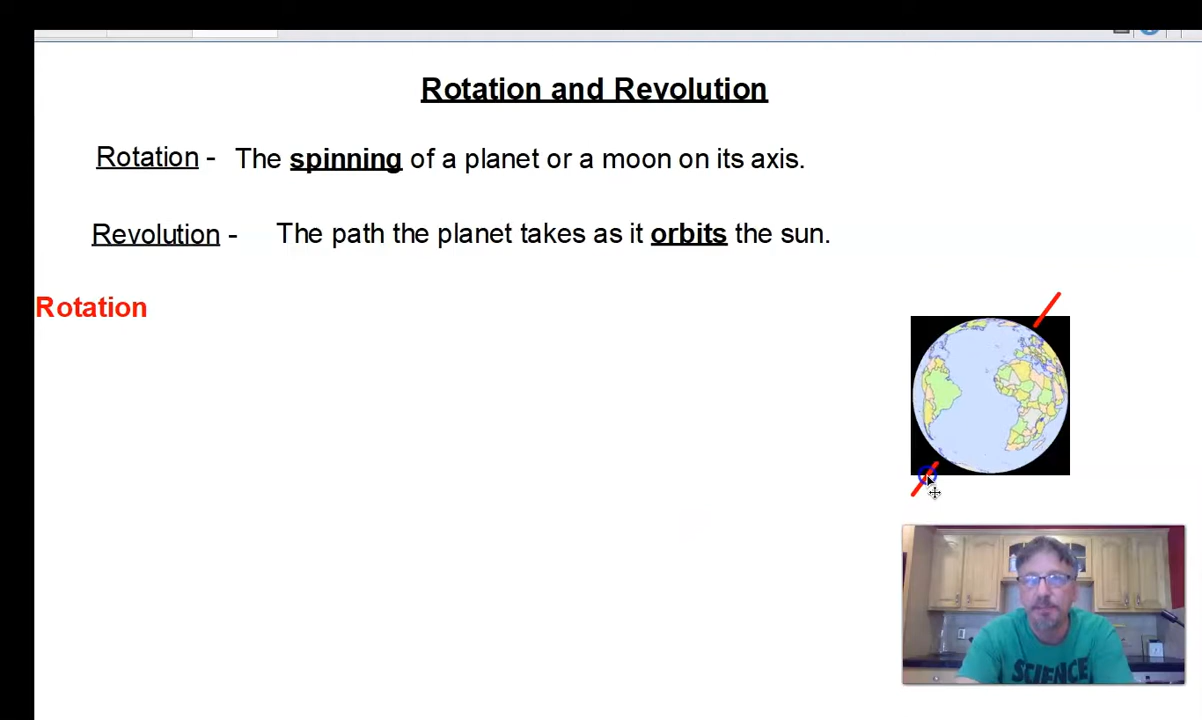 Rotation and Revolution
Rotation - The spinning of a planet or a moon on its axis.
Revolution - The path the planet takes as it orbits the sun.
Rotation
SCIENCE